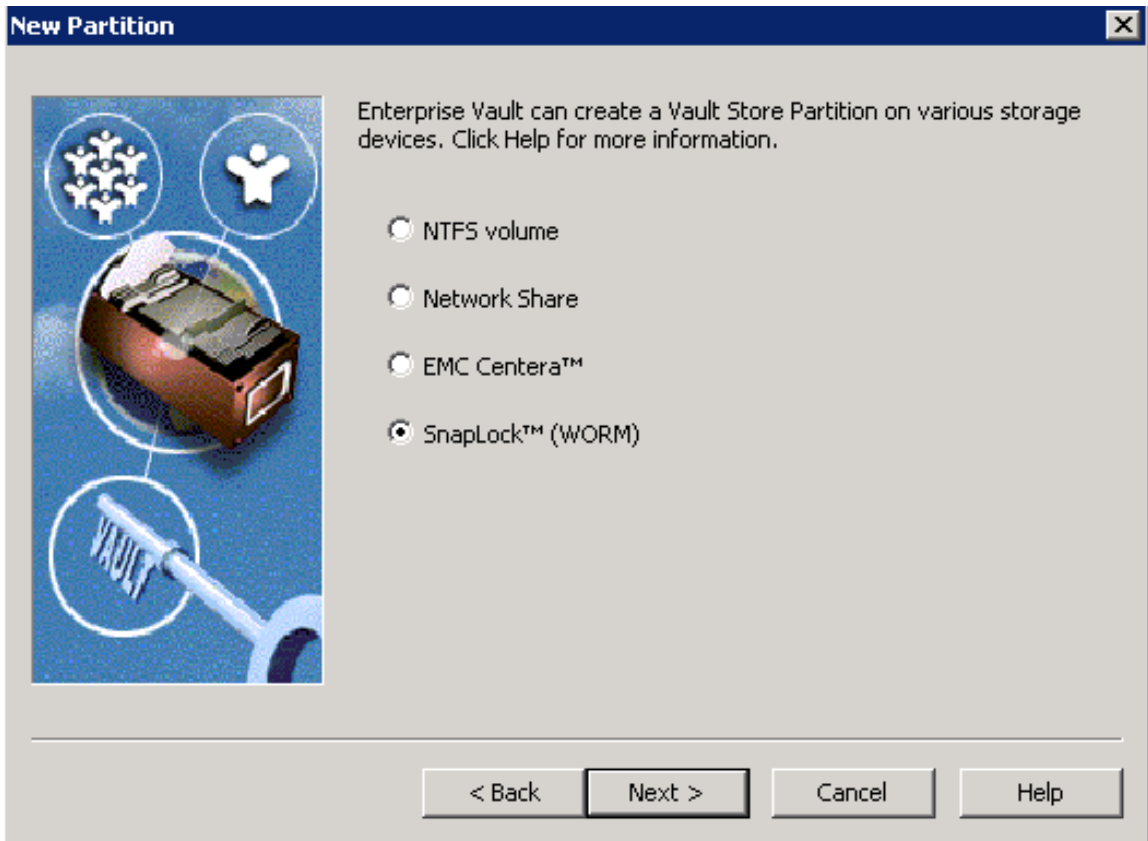 New Partition
Enterprise Vault can create a Vault Store Partition on various storage
devices. Click Help for more information.
NTFS volume
Network Share
EMC Centera™
SnapLock™ (WORM)
VAULT
< Back
Next >
Cancel
Help